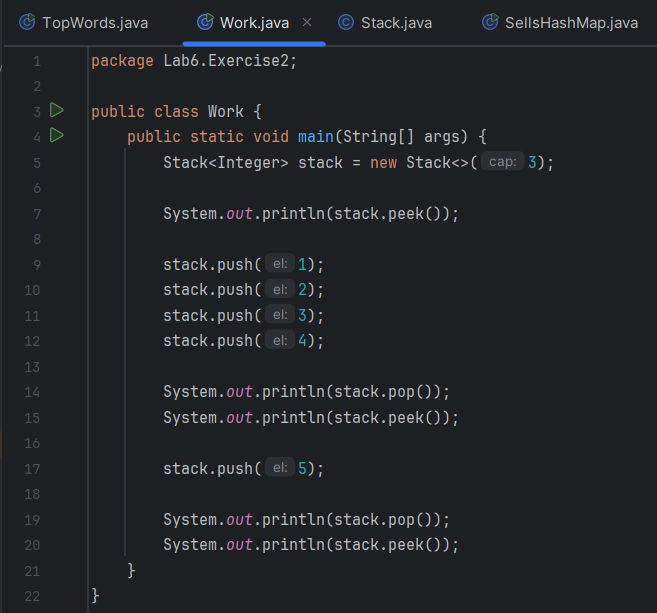 TopWords.java Work.java Stack.java SellsHashMap.java
1 package Lab6.Exercise2;
2
3 public class Work {
4 public static void main(String[] args) {
5 Stack<Integer> stack = new Stack<>( cap: 3);
6
7 System.out.println(stack.peek());
8
9 stack.push( el: 1);
10 stack.push( el: 2);
11 stack.push( el: 3);
12 stack.push( el: 4);
13
14 System.out.println(stack.pop());
15 System.out.println(stack.peek());
16
17 stack.push( el: 5);
18
19 System.out.println(stack.pop());
20 System.out.println(stack.peek());
21 }
22 }